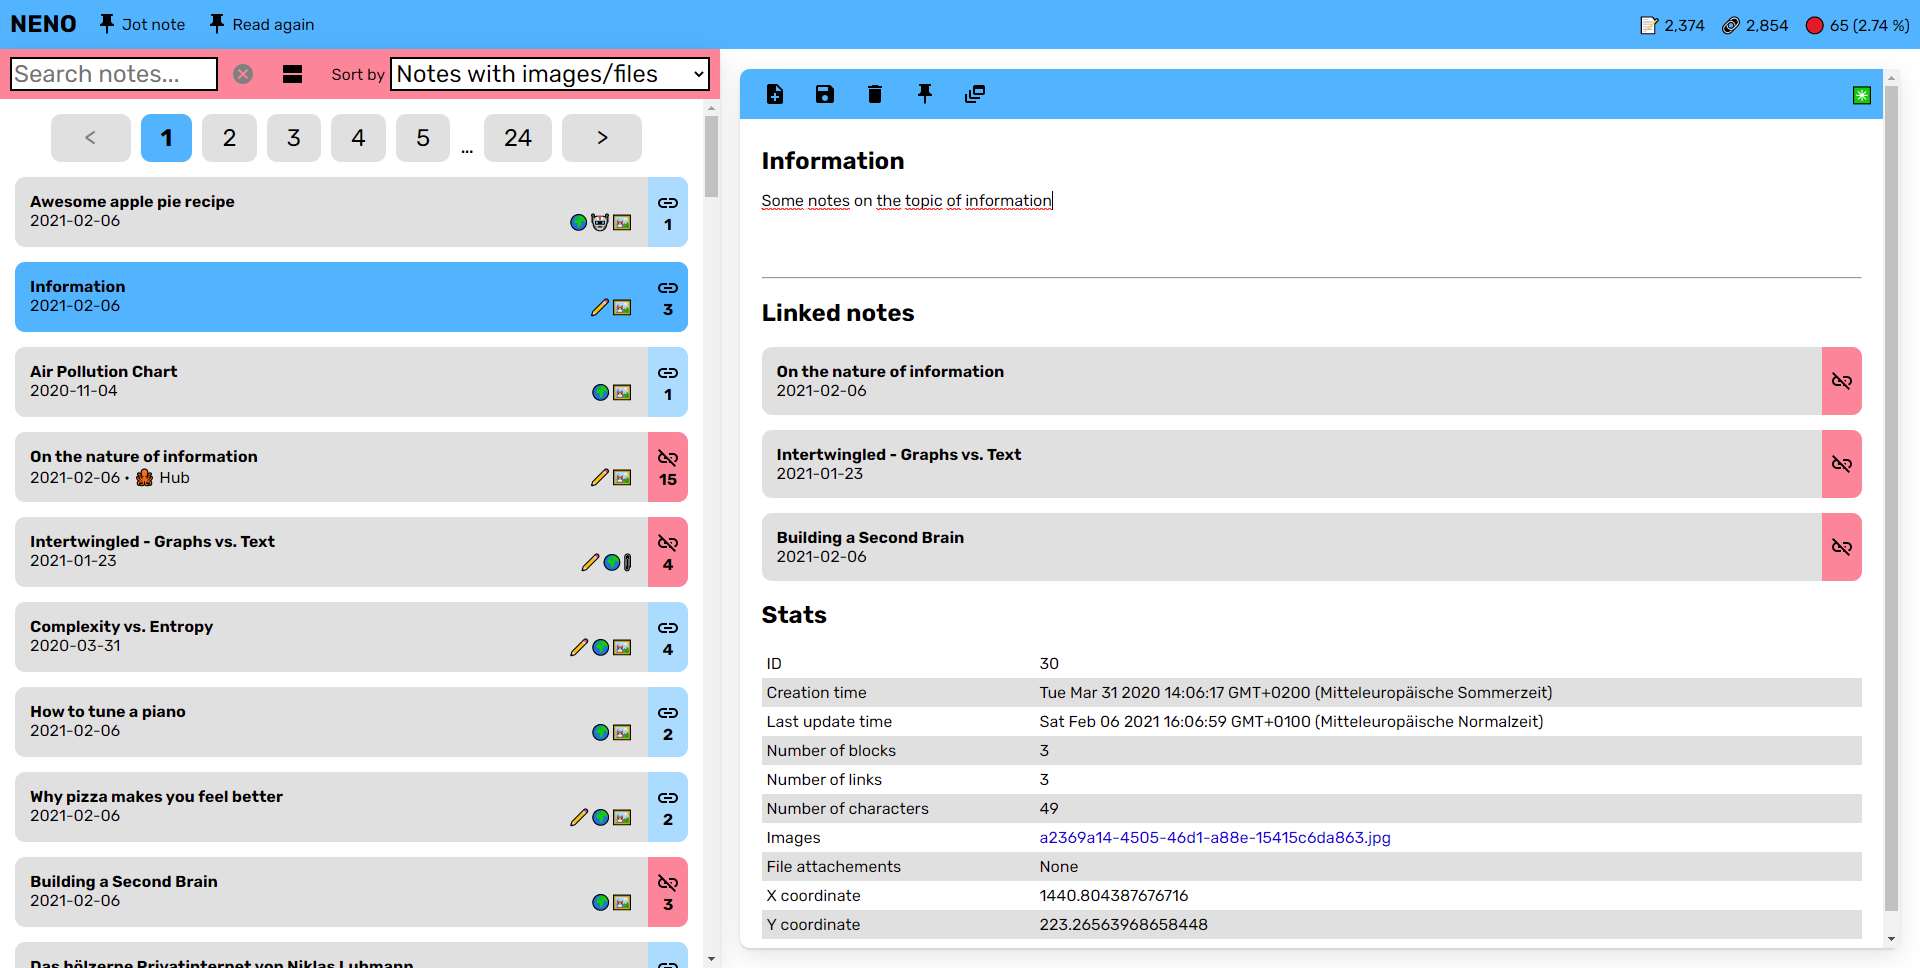 NENO Jot note Read again 2,374 2,854 65 (2.74 %)
Search notes... Sort by Notes with images/files
< 1 2 3 4 5 ... 24 >
Awesome apple pie recipe
2021-02-06
1
Information
2021-02-06
3
Air Pollution Chart
2020-11-04
1
On the nature of information
2021-02-06 • Hub
15
Intertwingled - Graphs vs. Text
2021-01-23
4
Complexity vs. Entropy
2020-03-31
4
How to tune a piano
2021-02-06
2
Why pizza makes you feel better
2021-02-06
2
Building a Second Brain
2021-02-06
3
Das hölzerne Privatinternet von Niklas Luhmann
Information
Some notes on the topic of information
Linked notes
On the nature of information
2021-02-06
Intertwingled - Graphs vs. Text
2021-01-23
Building a Second Brain
2021-02-06
Stats
ID 30
Creation time Tue Mar 31 2020 14:06:17 GMT+0200 (Mitteleuropäische Sommerzeit)
Last update time Sat Feb 06 2021 16:06:59 GMT+0100 (Mitteleuropäische Normalzeit)
Number of blocks 3
Number of links 3
Number of characters 49
Images a2369a14-4505-46d1-a88e-15415c6da863.jpg
File attachements None
X coordinate 1440.804387676716
Y coordinate 223.26563968658448